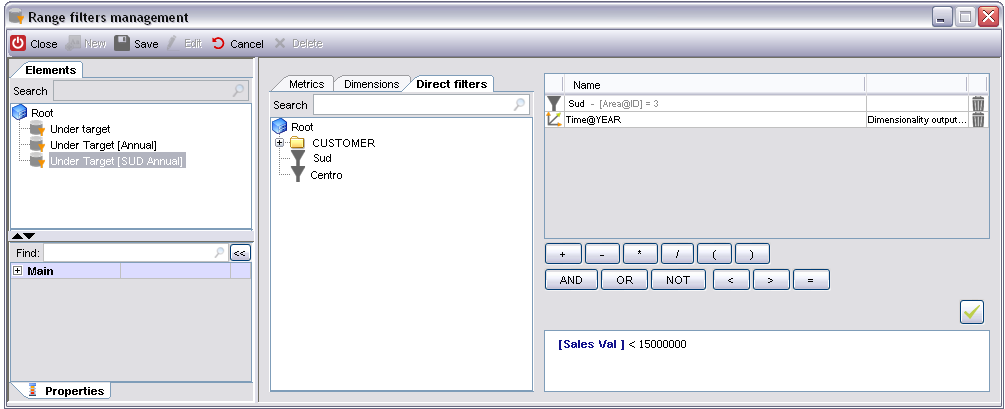 Range filters management
Close New Save Edit Cancel Delete
Elements
Search
Root
Under target
Under Target [Annual]
Under Target [SUD Annual]
Find: <<
Main
Properties
Metrics Dimensions Direct filters
Search
Root
CUSTOMER
Sud
Centro
Name
Sud - [Area@ID] = 3
Time@YEAR Dimensionality output...
+ - * / ( )
AND OR NOT < > =
[Sales Val ] < 15000000